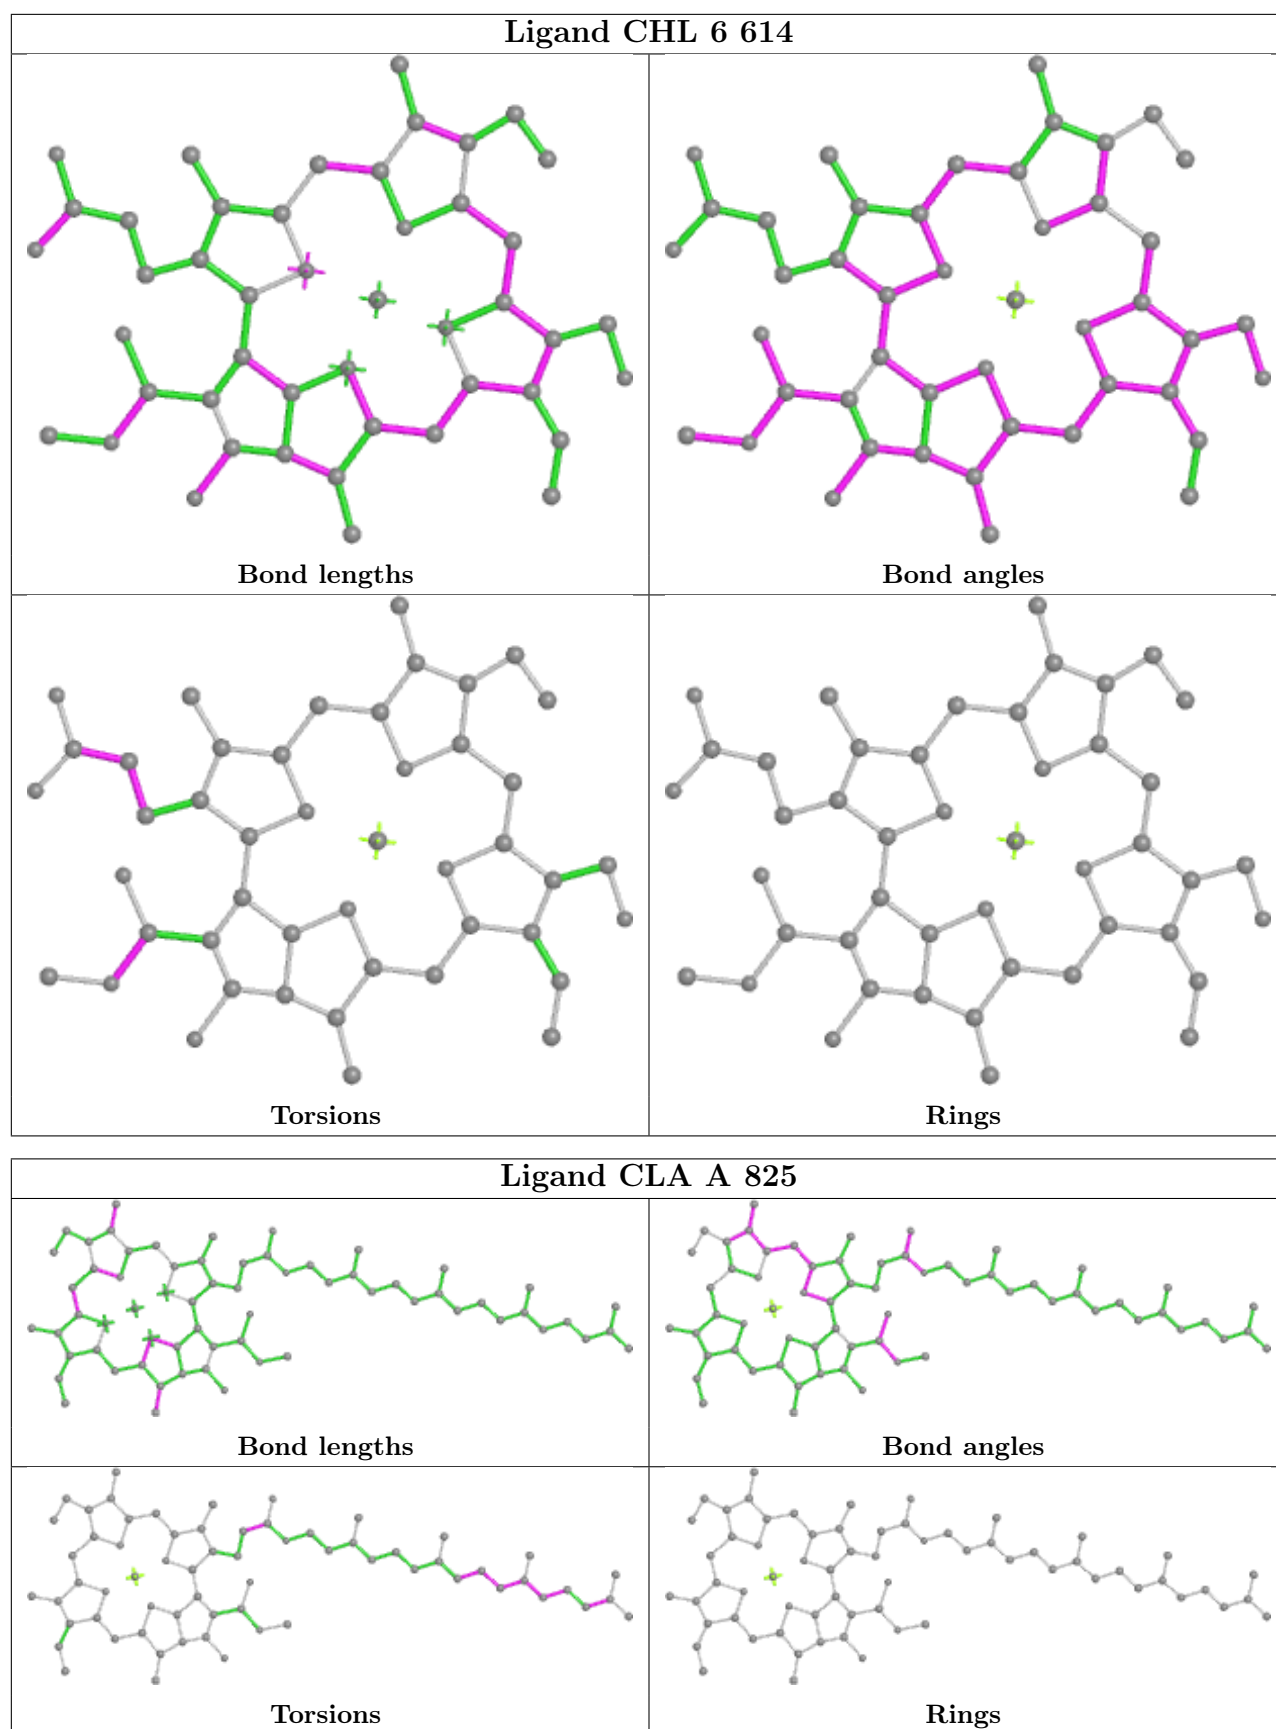 Ligand CHL 6 614
Bond lengths
Bond angles
Torsions
Rings
Ligand CLA A 825
Bond lengths
Bond angles
Torsions
Rings